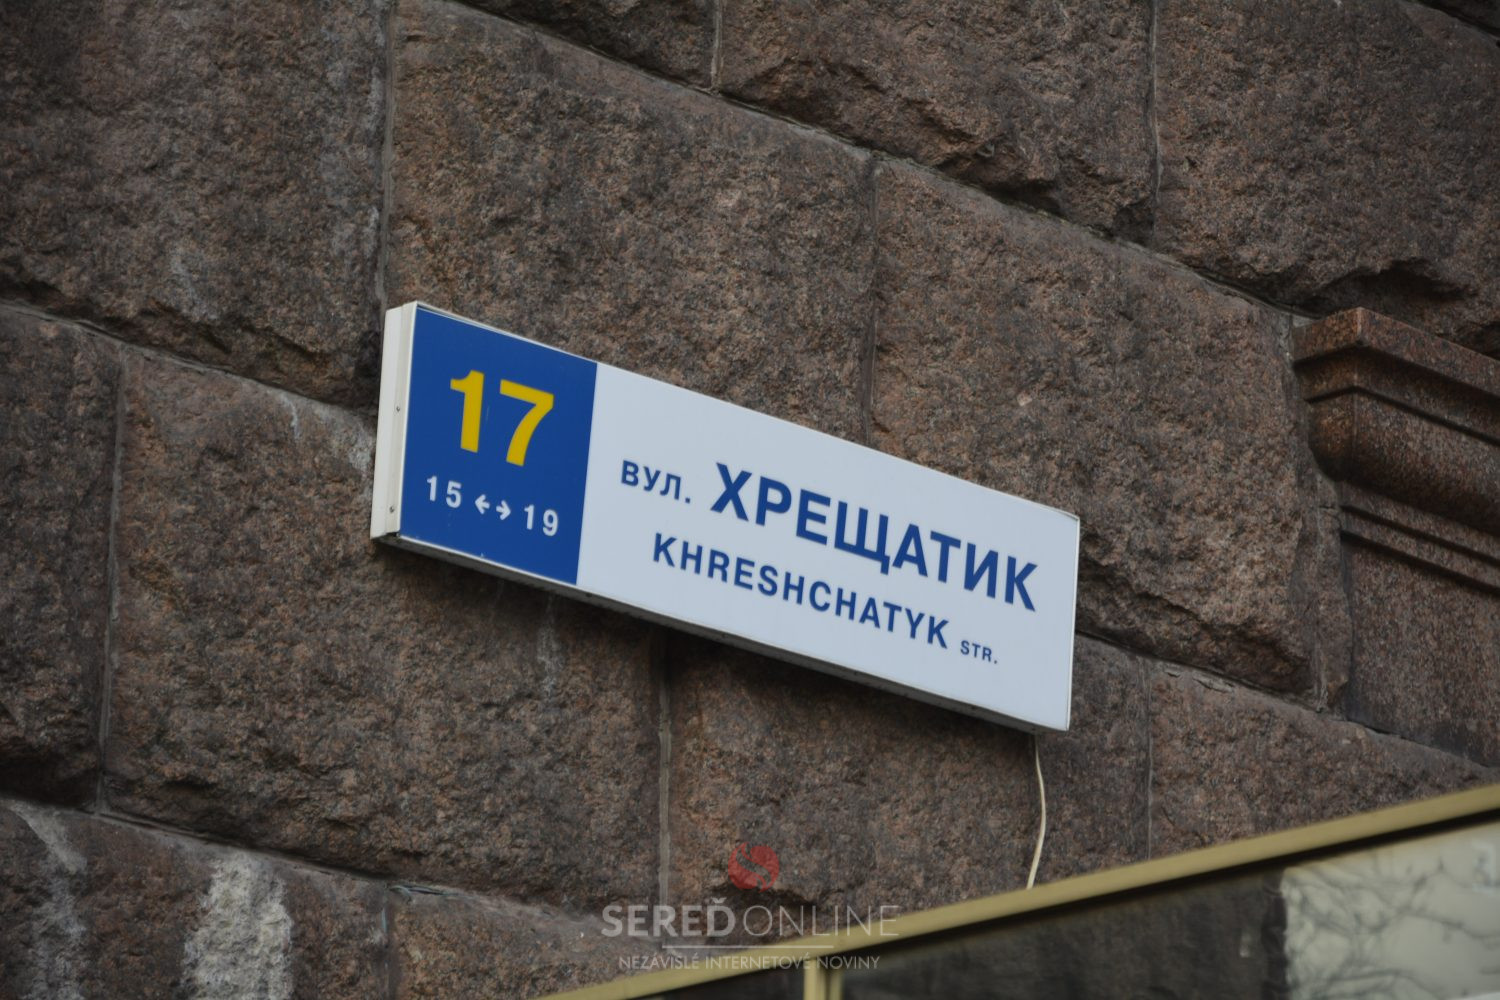 17
15 ↔ 19
ВУЛ. ХРЕЩАТИК
KHRESHCHATYK STR.
SEREĎONLINE
NEZÁVISLÉ INTERNETOVÉ NOVINY